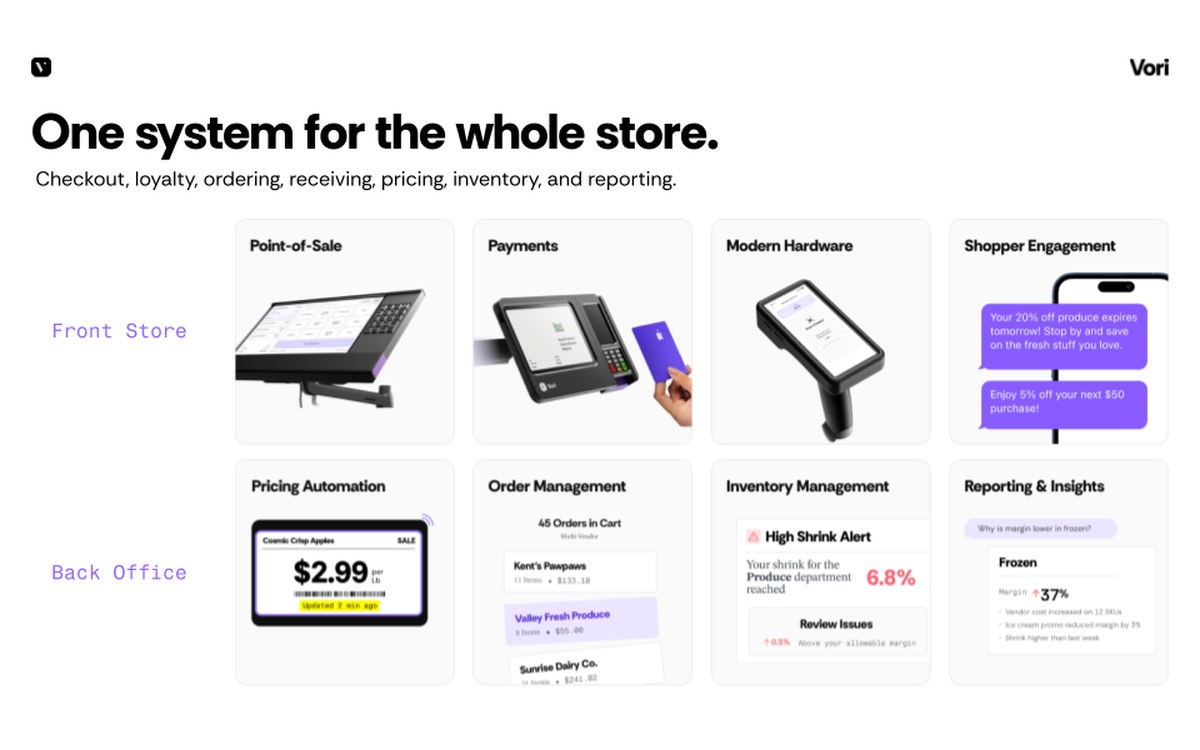 Vori
One system for the whole store.
Checkout, loyalty, ordering, receiving, pricing, inventory, and reporting.
Front Store
Point-of-Sale
Payments
Modern Hardware
Shopper Engagement
Your 20% off produce expires
tomorrow! Stop by and save
on the fresh stuff you love.
Enjoy 5% off your next $50
purchase!
Back Office
Pricing Automation
Cosmic Crisp Apples
SALE
$2.99 per
Lb
Updated 2 min ago
Order Management
45 Orders in Cart
Multi Vendor
Kent's Pawpaws
11 Items • $133.10
Valley Fresh Produce
8 Items • $55.00
Sunrise Dairy Co.
Items • $241.02
Inventory Management
High Shrink Alert
Your shrink for the
Produce department
reached
6.8%
Review Issues
↑0.8% Above your allowable margin
Reporting & Insights
Why is margin lower in frozen?
Frozen
Margin ↑37%
• Vendor cost increased on 12 SKUs
• Ice cream promo reduced margin by 3%
• Shrink higher than last week